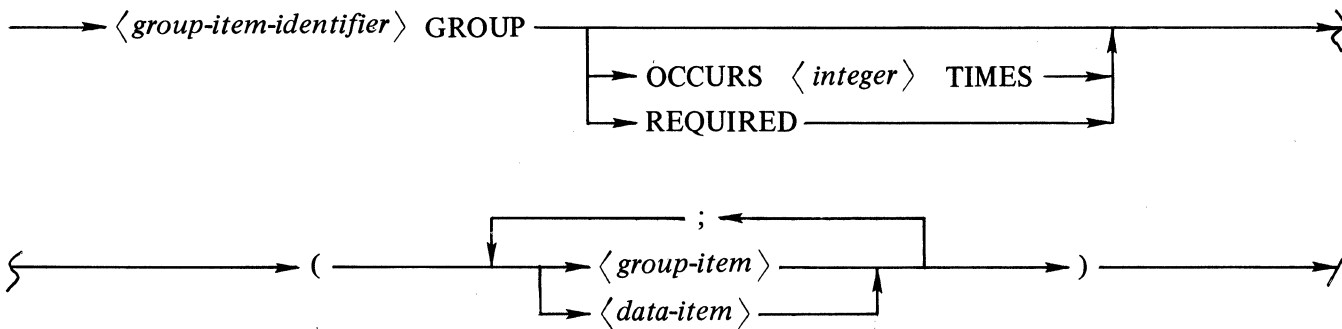 〈group-item-identifier〉 GROUP
OCCURS 〈integer〉 TIMES
REQUIRED
;
( 〈group-item〉 )
〈data-item〉